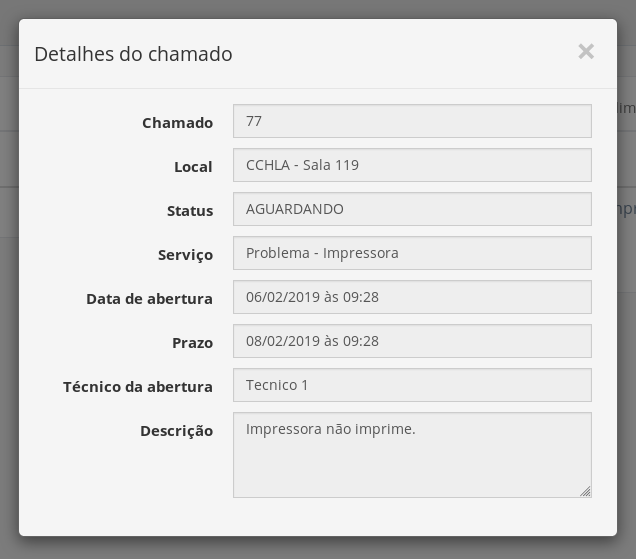 Detalhes do chamado
Chamado 77
Local CCHLA - Sala 119
Status AGUARDANDO
Serviço Problema - Impressora
Data de abertura 06/02/2019 às 09:28
Prazo 08/02/2019 às 09:28
Técnico da abertura Tecnico 1
Descrição Impressora não imprime.